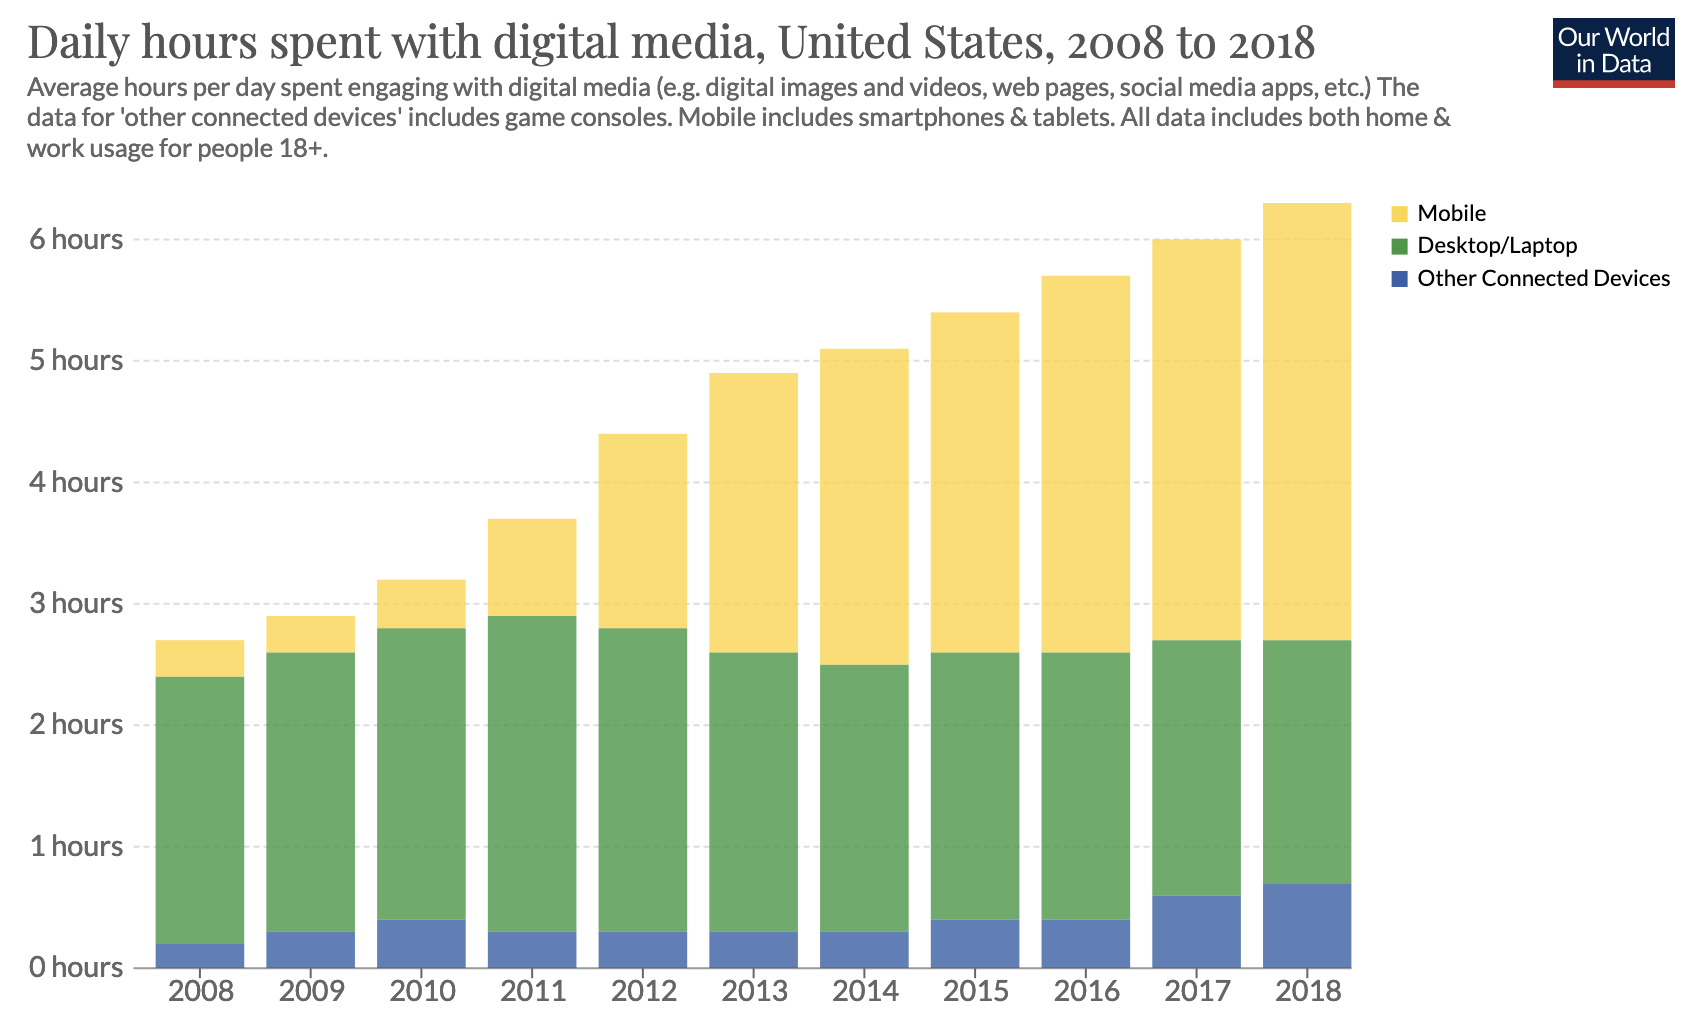 Daily hours spent with digital media, United States, 2008 to 2018
Our World
in Data
Average hours per day spent engaging with digital media (e.g. digital images and videos, web pages, social media apps, etc.) The
data for 'other connected devices' includes game consoles. Mobile includes smartphones & tablets. All data includes both home &
work usage for people 18+.
Mobile
Desktop/Laptop
Other Connected Devices
6 hours
5 hours
4 hours
3 hours
2 hours
1 hours
0 hours
2008 2009 2010 2011 2012 2013 2014 2015 2016 2017 2018